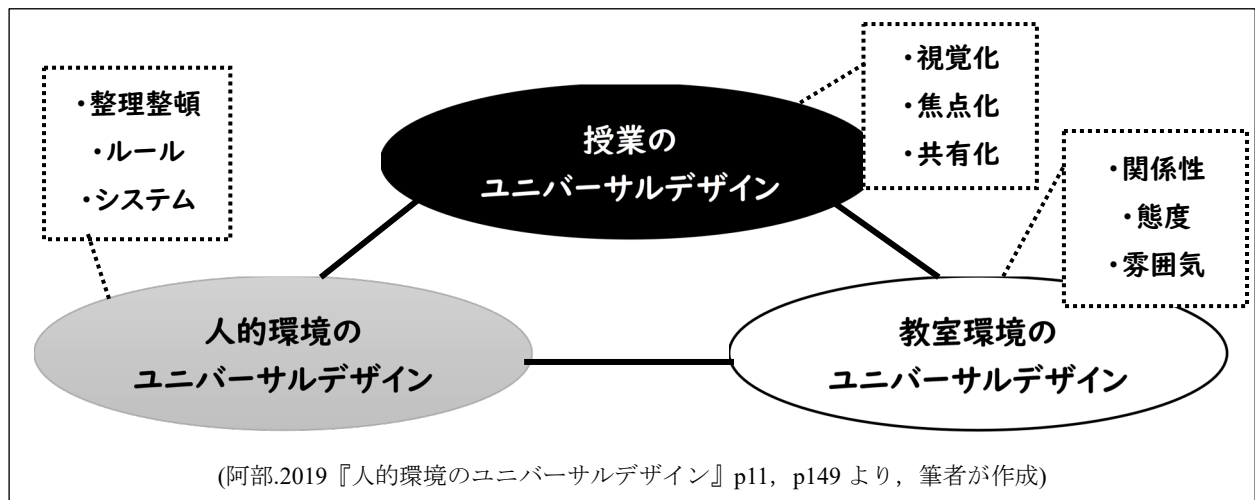 ・整理整頓
・ルール
・システム
授業の
ユニバーサルデザイン
・視覚化
・焦点化
・共有化
・関係性
・態度
・雰囲気
人的環境の
ユニバーサルデザイン
教室環境の
ユニバーサルデザイン
(阿部.2019『人的環境のユニバーサルデザイン』p11，p149 より，筆者が作成)